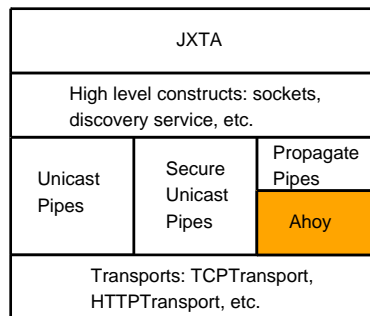 JXTA
High level constructs: sockets,
discovery service, etc.
Unicast
Pipes
Secure
Unicast
Pipes
Propagate
Pipes
Ahoy
Transports: TCPTransport,
HTTPTransport, etc.